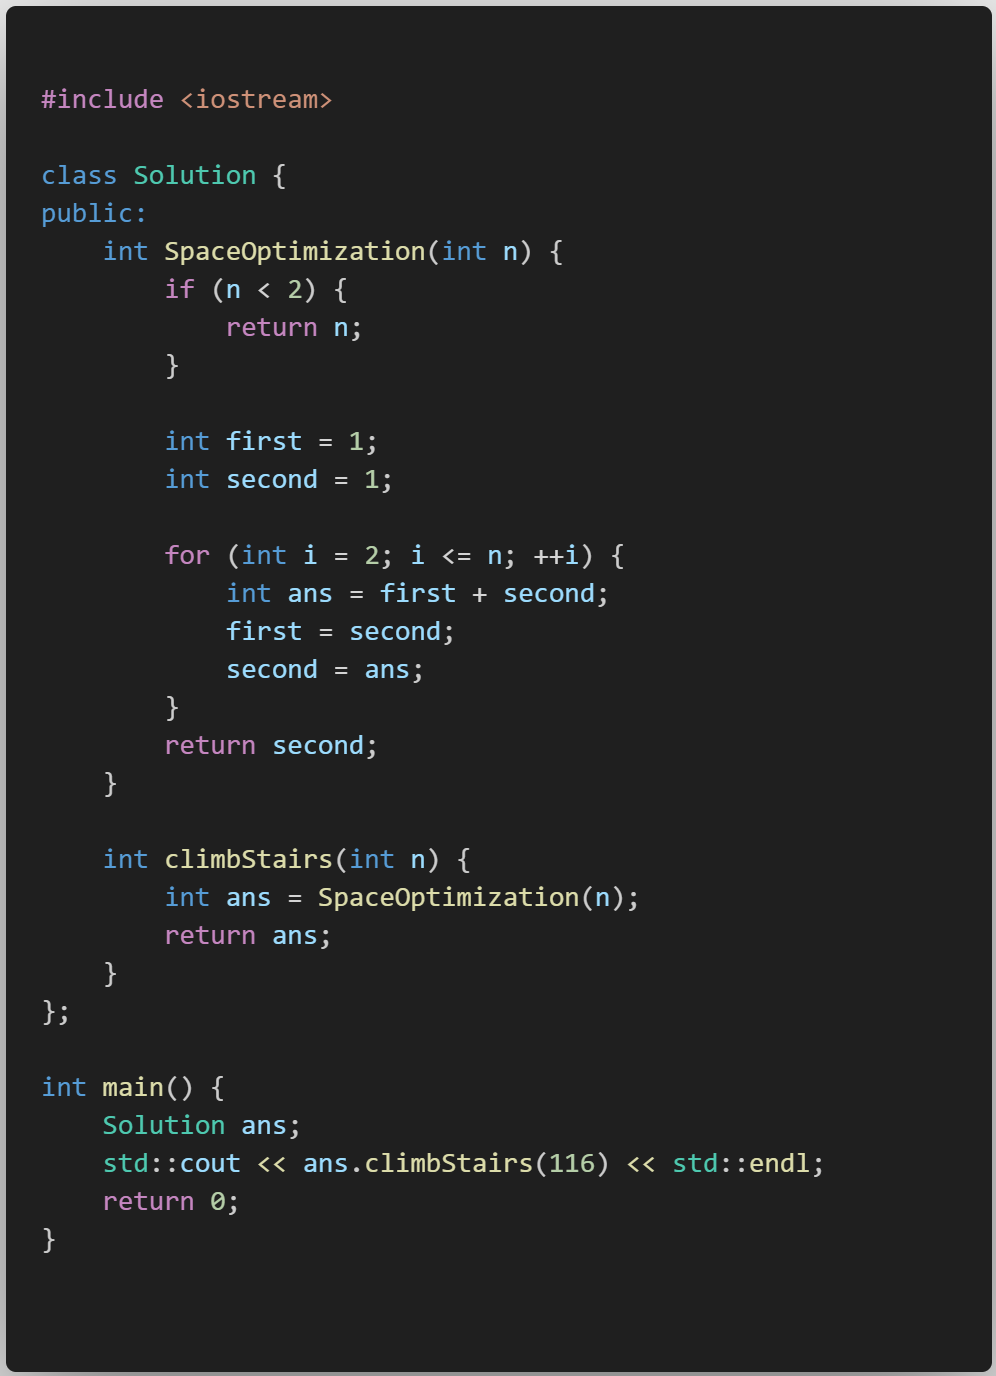 #include <iostream>

class Solution {
public:
    int SpaceOptimization(int n) {
        if (n < 2) {
            return n;
        }

        int first = 1;
        int second = 1;

        for (int i = 2; i <= n; ++i) {
            int ans = first + second;
            first = second;
            second = ans;
        }
        return second;
    }

    int climbStairs(int n) {
        int ans = SpaceOptimization(n);
        return ans;
    }
};

int main() {
    Solution ans;
    std::cout << ans.climbStairs(116) << std::endl;
    return 0;
}